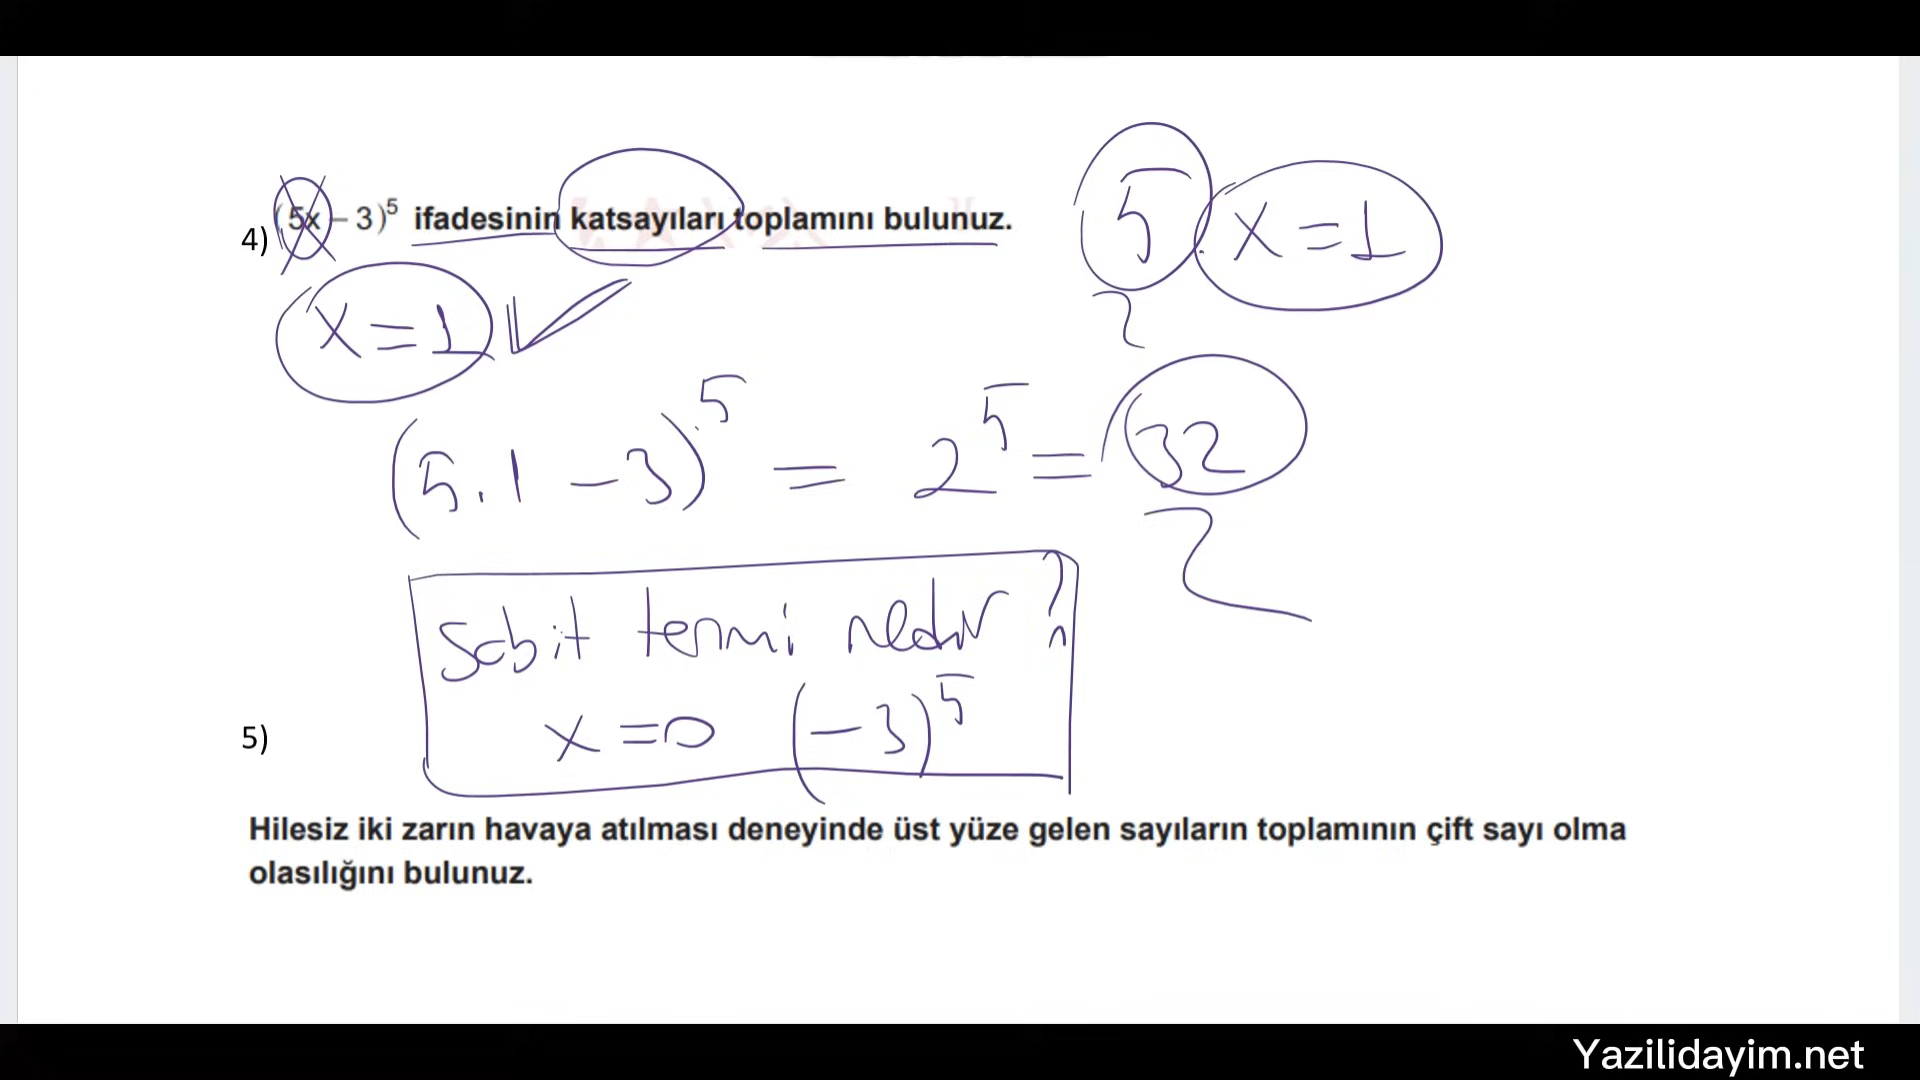 4) (5x – 3)⁵ ifadesinin katsayıları toplamını bulunuz.
5 . x = 1
x = 1
(5.1 – 3)⁵ = 2⁵ = 32
Sabit terimi nedir?
x = 0 (–3)⁵
5)
Hilesiz iki zarın havaya atılması deneyinde üst yüze gelen sayıların toplamının çift sayı olma
olasılığını bulunuz.
Yazilidayim.net